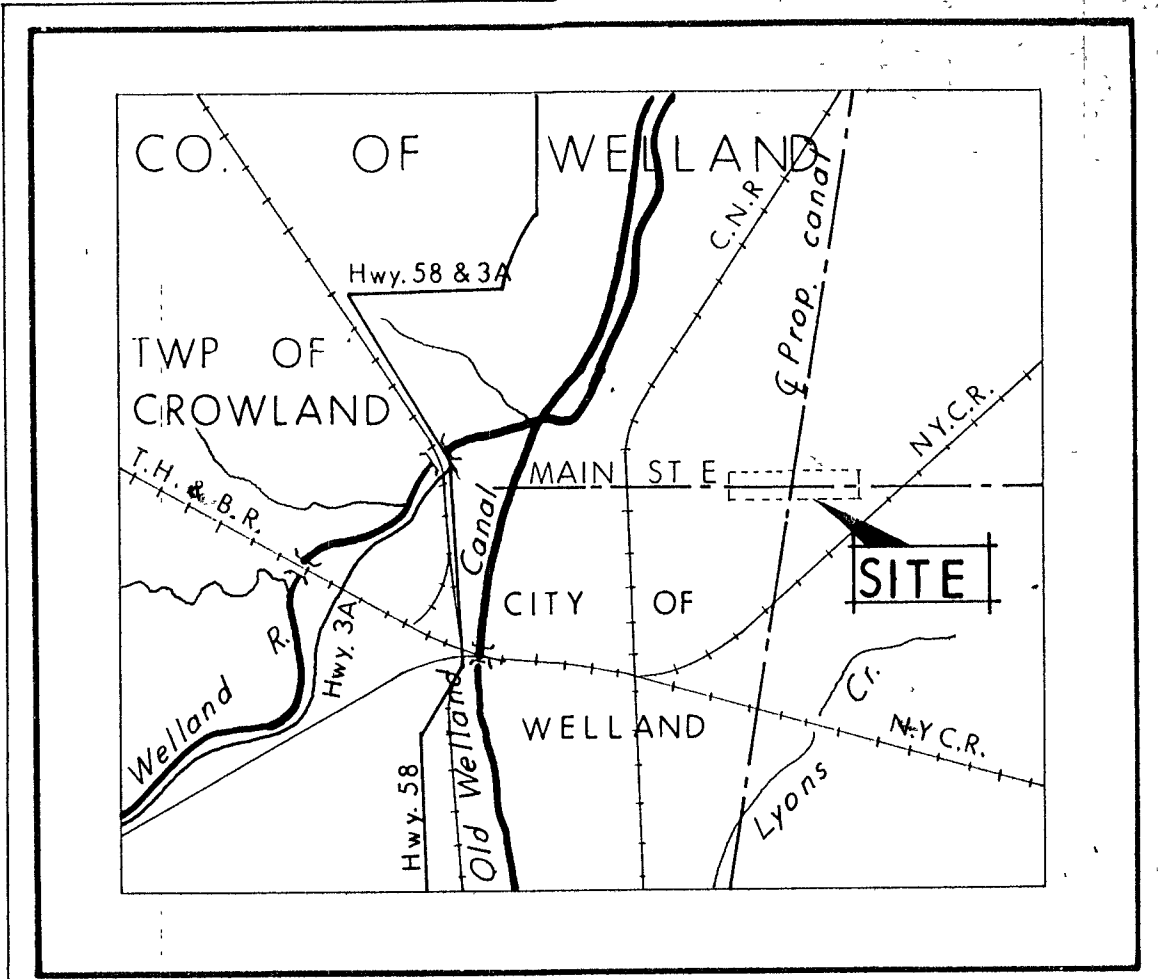 CO. OF WELLAND
C.N.R
℄ Prop. canal
Hwy. 58 & 3A
TWP OF
CROWLAND
N.Y.C.R.
T.H. & B.R.
MAIN ST E
Canal
SITE
CITY OF
R.
Hwy. 3A
Welland
WELLAND
Cr.
N.Y C.R.
Hwy. 58
Old Welland
Lyons